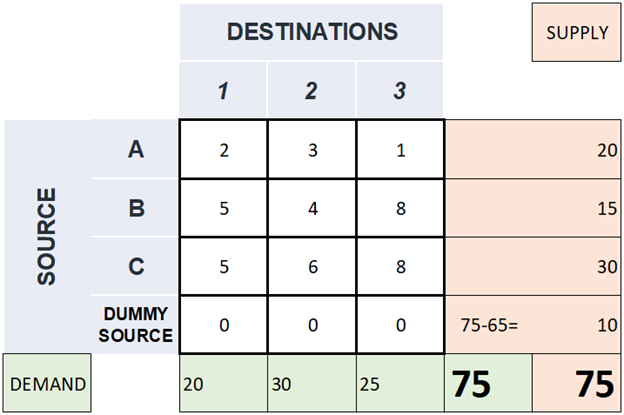 DESTINATIONS SUPPLY
1 2 3
SOURCE
A 2 3 1 20
B 5 4 8 15
C 5 6 8 30
DUMMY
SOURCE 0 0 0 75-65= 10
DEMAND 20 30 25 75 75